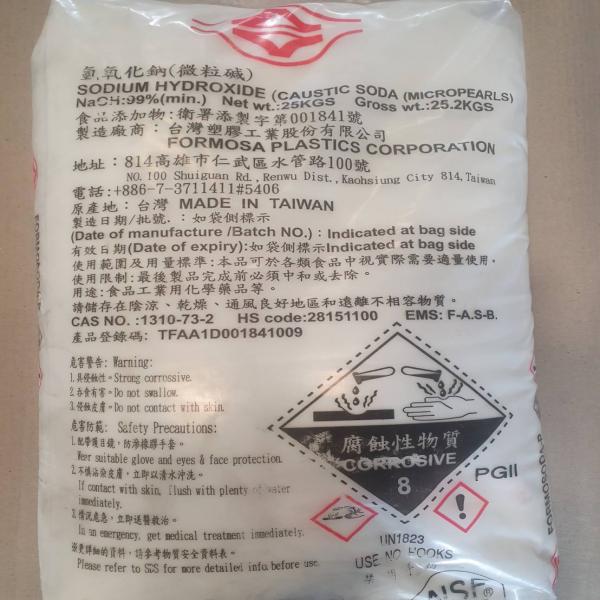 氫氧化鈉(微粒碱)
SODIUM HYDROXIDE (CAUSTIC SODA (MICROPEARLS)
NaOH:99%(min.) Net wt.:25KGS Gross wt.:25.2KGS
食品添加物:衛署添製字第001841號
製造廠商:台灣塑膠工業股份有限公司
FORMOSA PLASTICS CORPORATION
地址:814高雄市仁武區水管路100號
NO. 100 Shuiguan Rd., Renwu Dist., Kaohsiung City 814, Taiwan
電話:+886-7-3711411#5406
原產地:台灣 MADE IN TAIWAN
製造日期/批號.:如袋側標示
(Date of manufacture /Batch NO.) : Indicated at bag side
有效日期(Date of expiry):如袋側標示Indicated at bag side
使用範圍及用量標準:本品可於各類食品中視實際需要適量使用。
使用限制:最後製品完成前必須中和或去除。
用途:食品工業用化學藥品等。
請儲存在陰涼、乾燥、通風良好地區和遠離不相容物質。
CAS NO. :1310-73-2 HS code:28151100 EMS: F-A.S-B.
產品登錄碼: TFAA1D001841009
危害警告: Warning:
1.具侵蝕性。Strong corrossive.
2.吞食有害。Do not swallow.
3.侵蝕皮膚。Do not contact with skin.
危害防範: Safety Precautions:
1.配帶護目鏡,防滲橡膠手套。
Wear suitable glove and eyes & face protection.
2.不慎沾染皮膚,立即以清水沖洗。
If contact with skin, flush with plenty of water
immediately.
3.情況危急,立即送醫救治。
In an emergency, get medical treatment immediately.
※更詳細的資料,請參考物質安全資料表。
Please refer to SDS for more detailed info. before use.
腐蝕性物質
CORROSIVE
8
PGII
UN1823
USE NO HOOKS
NSF®